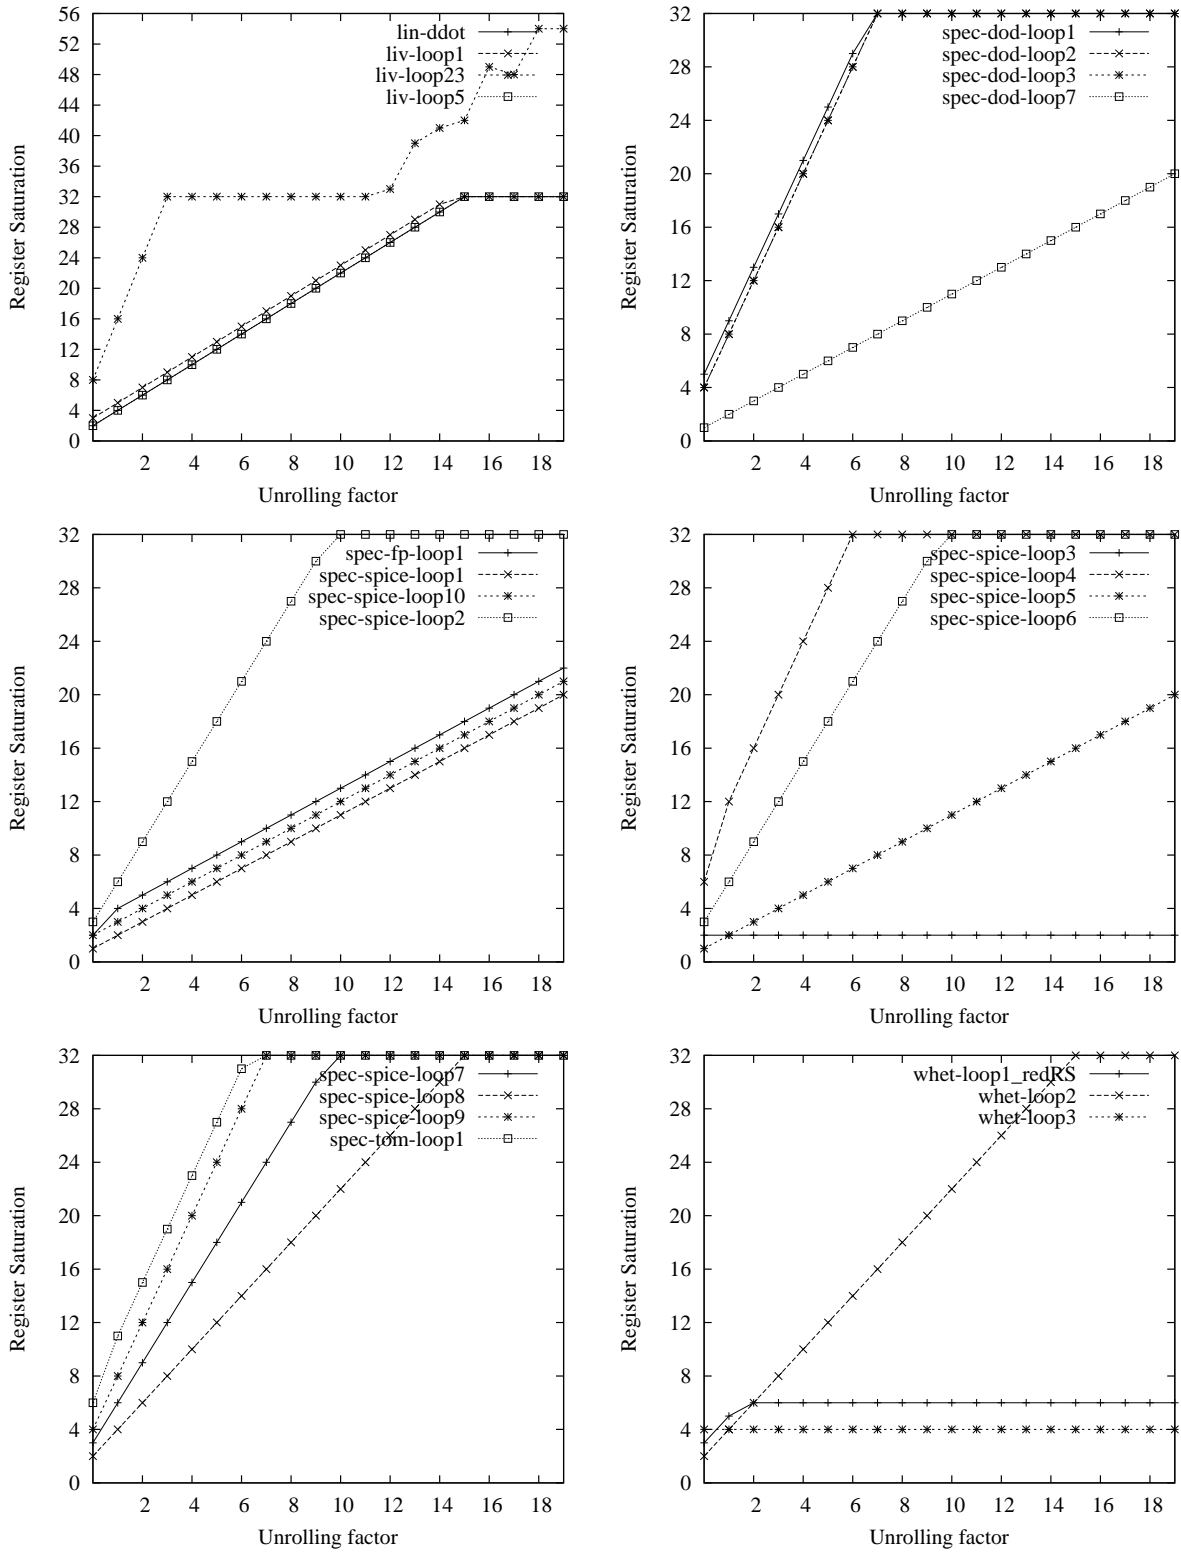 56
52
48
44
40
36
32
28
24
20
16
12
8
4
0
2 4 6 8 10 12 14 16 18
Register Saturation
Unrolling factor
lin-ddot
liv-loop1
liv-loop23
liv-loop5
32
28
24
20
16
12
8
4
0
2 4 6 8 10 12 14 16 18
Register Saturation
Unrolling factor
spec-dod-loop1
spec-dod-loop2
spec-dod-loop3
spec-dod-loop7
32
28
24
20
16
12
8
4
0
2 4 6 8 10 12 14 16 18
Register Saturation
Unrolling factor
spec-fp-loop1
spec-spice-loop1
spec-spice-loop10
spec-spice-loop2
32
28
24
20
16
12
8
4
0
2 4 6 8 10 12 14 16 18
Register Saturation
Unrolling factor
spec-spice-loop3
spec-spice-loop4
spec-spice-loop5
spec-spice-loop6
32
28
24
20
16
12
8
4
0
2 4 6 8 10 12 14 16 18
Register Saturation
Unrolling factor
spec-spice-loop7
spec-spice-loop8
spec-spice-loop9
spec-tom-loop1
32
28
24
20
16
12
8
4
0
2 4 6 8 10 12 14 16 18
Register Saturation
Unrolling factor
whet-loop1_redRS
whet-loop2
whet-loop3